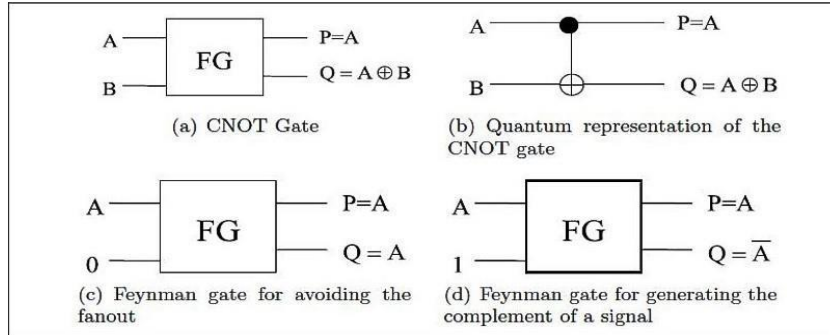 A FG P=A
B Q = A ⊕ B
(a) CNOT Gate
A P=A
B Q = A ⊕ B
(b) Quantum representation of the
CNOT gate
A FG P=A
0 Q = A
(c) Feynman gate for avoiding the
fanout
A FG P=A
1 Q = A̅
(d) Feynman gate for generating the
complement of a signal